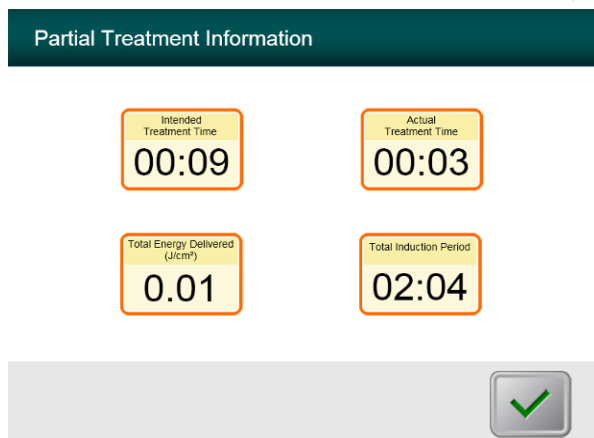 Partial Treatment Information
Intended
Treatment Time
00:09
Actual
Treatment Time
00:03
Total Energy Delivered
(J/cm²)
0.01
Total Induction Period
02:04